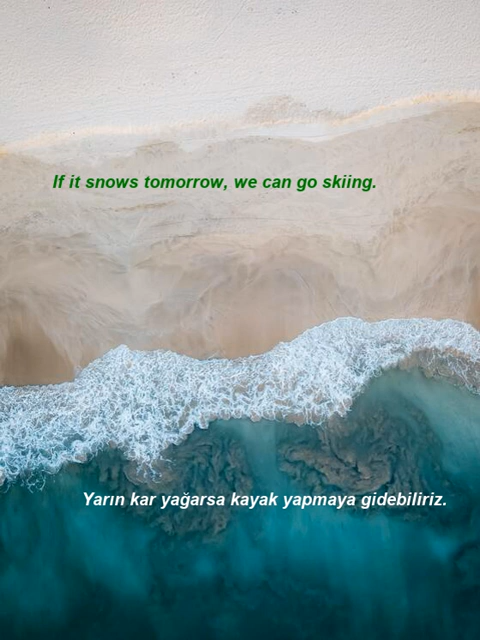 If it snows tomorrow, we can go skiing.
Yarın kar yağarsa kayak yapmaya gidebiliriz.